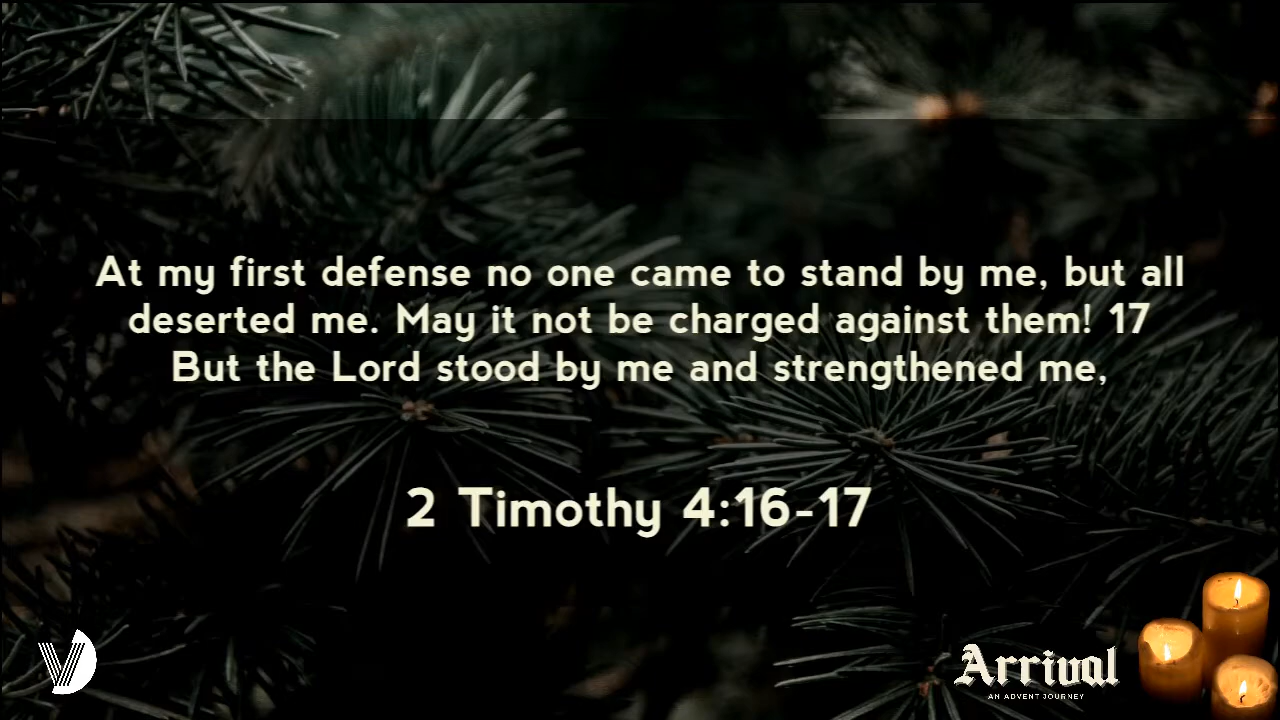 At my first defense no one came to stand by me, but all
deserted me. May it not be charged against them! 17
But the Lord stood by me and strengthened me,
2 Timothy 4:16-17
Arrival
AN ADVENT JOURNEY